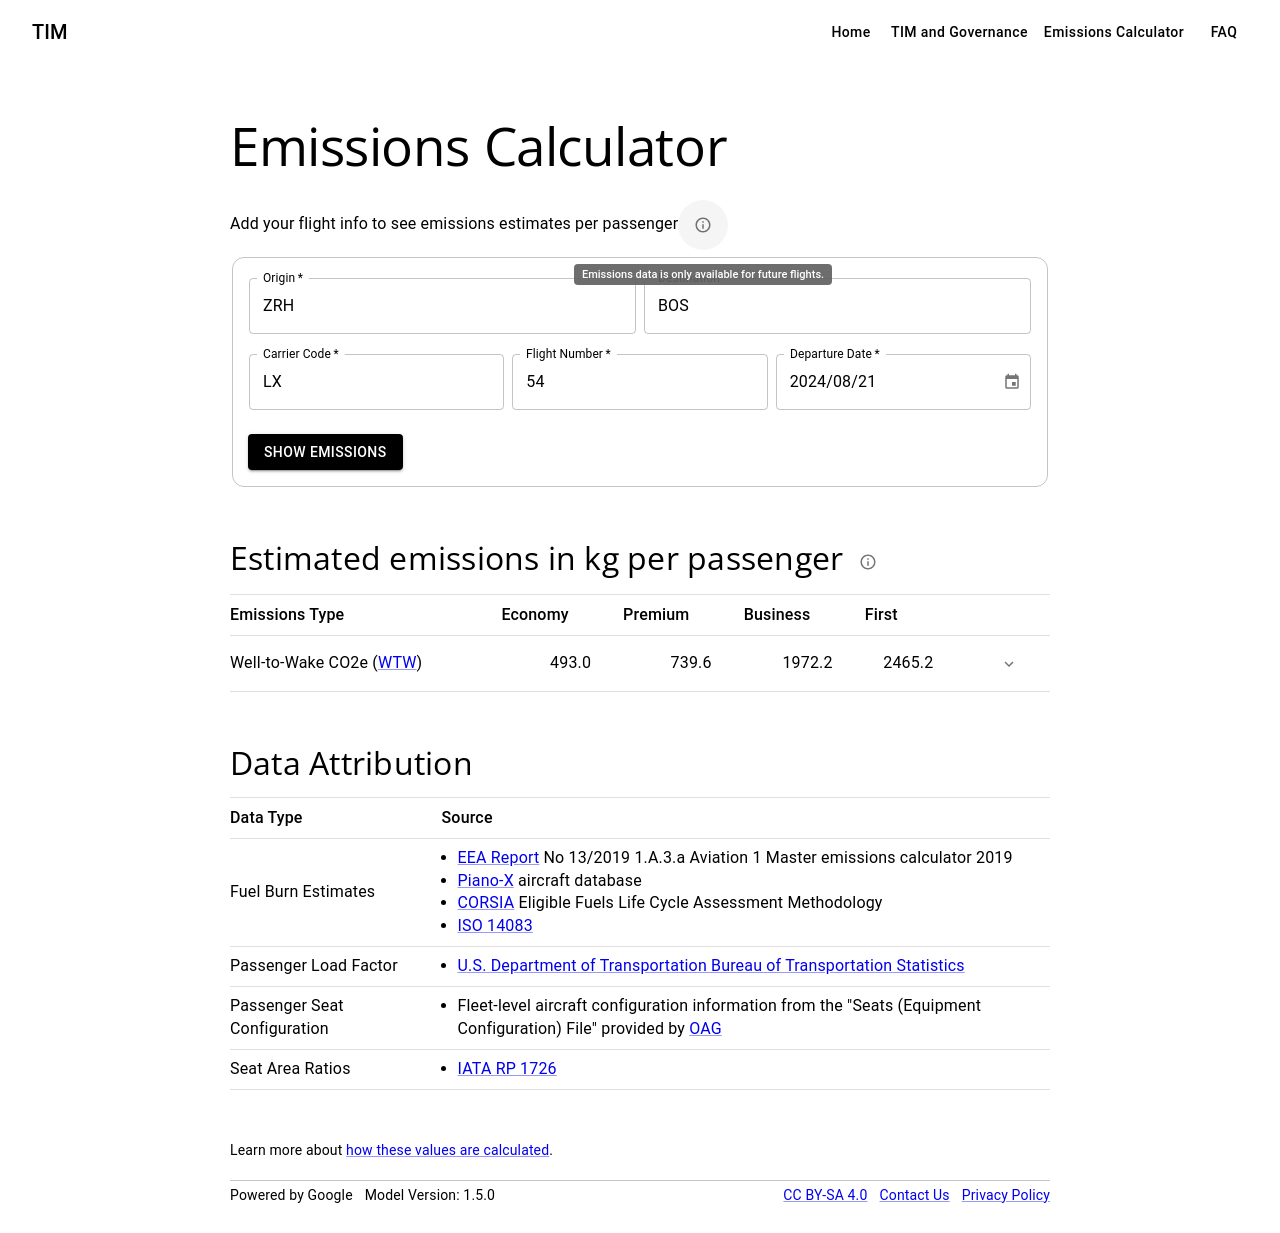 TIM
Home TIM and Governance Emissions Calculator FAQ
Emissions Calculator
Add your flight info to see emissions estimates per passenger
Emissions data is only available for future flights.
Origin *
ZRH
BOS
Carrier Code * Flight Number * Departure Date *
LX 54 2024/08/21
SHOW EMISSIONS
Estimated emissions in kg per passenger
Emissions Type Economy Premium Business First
Well-to-Wake CO2e (WTW) 493.0 739.6 1972.2 2465.2
Data Attribution
Data Type Source
Fuel Burn Estimates
• EEA Report No 13/2019 1.A.3.a Aviation 1 Master emissions calculator 2019
• Piano-X aircraft database
• CORSIA Eligible Fuels Life Cycle Assessment Methodology
• ISO 14083
Passenger Load Factor
• U.S. Department of Transportation Bureau of Transportation Statistics
Passenger Seat
Configuration
• Fleet-level aircraft configuration information from the "Seats (Equipment
Configuration) File" provided by OAG
Seat Area Ratios
• IATA RP 1726
Learn more about how these values are calculated.
Powered by Google Model Version: 1.5.0
CC BY-SA 4.0 Contact Us Privacy Policy